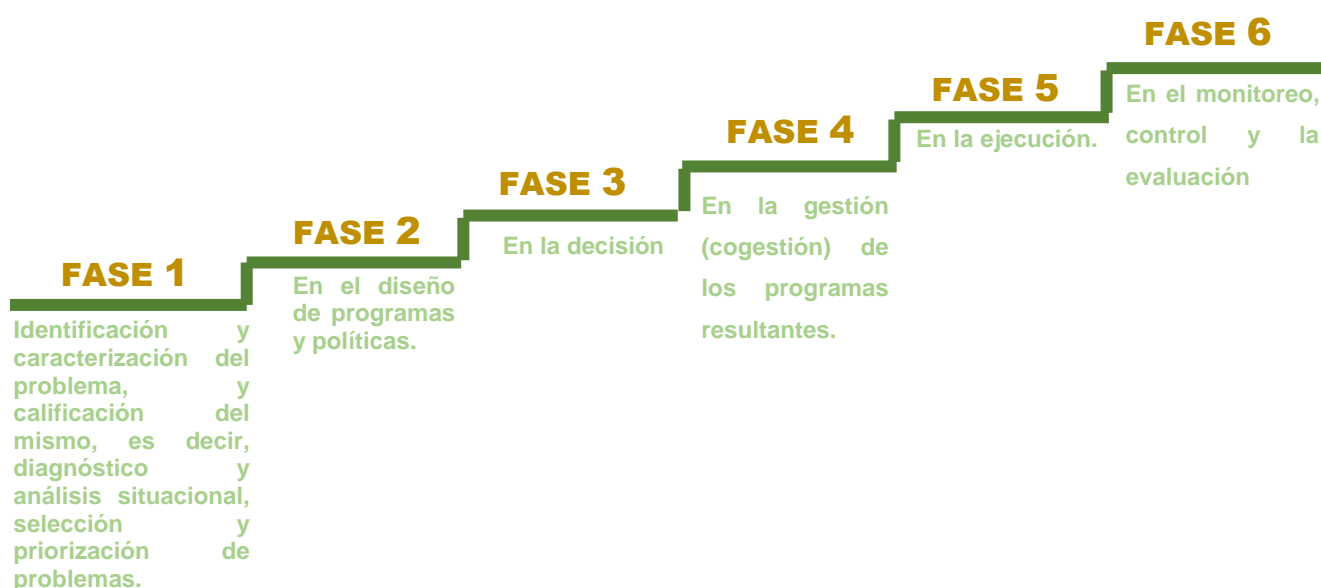 FASE 1
Identificación y
caracterización del
problema, y
calificación del
mismo, es decir,
diagnóstico y
análisis situacional,
selección y
priorización de
problemas.
FASE 2
En el diseño
de programas
y políticas.
FASE 3
En la decisión
FASE 4
En la gestión
(cogestión) de
los programas
resultantes.
FASE 5
En la ejecución.
FASE 6
En el monitoreo,
control y la
evaluación